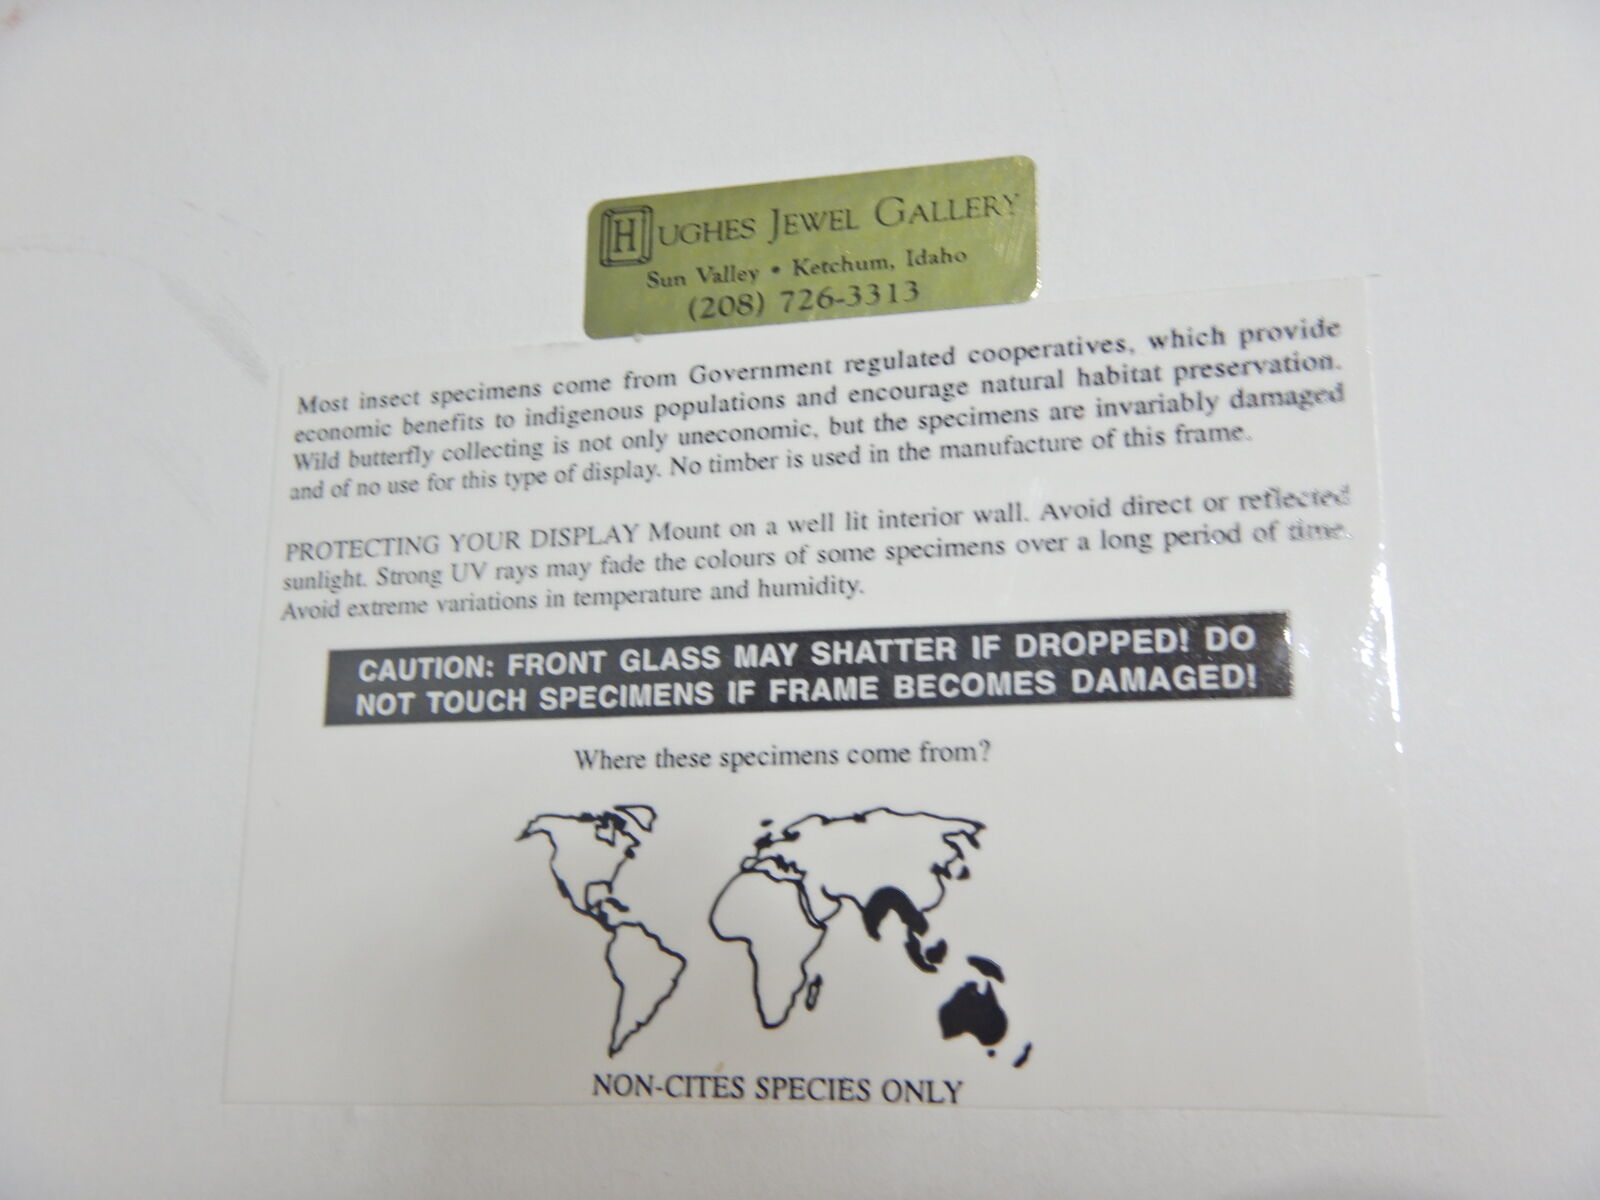 HUGHES JEWEL GALLERY
Sun Valley • Ketchum, Idaho
(208) 726-3313
Most insect specimens come from Government regulated cooperatives, which provide
economic benefits to indigenous populations and encourage natural habitat preservation.
Wild butterfly collecting is not only uneconomic, but the specimens are invariably damaged
and of no use for this type of display. No timber is used in the manufacture of this frame.
PROTECTING YOUR DISPLAY Mount on a well lit interior wall. Avoid direct or reflected
sunlight. Strong UV rays may fade the colours of some specimens over a long period of time.
Avoid extreme variations in temperature and humidity.
CAUTION: FRONT GLASS MAY SHATTER IF DROPPED! DO
NOT TOUCH SPECIMENS IF FRAME BECOMES DAMAGED!
Where these specimens come from?
NON-CITES SPECIES ONLY